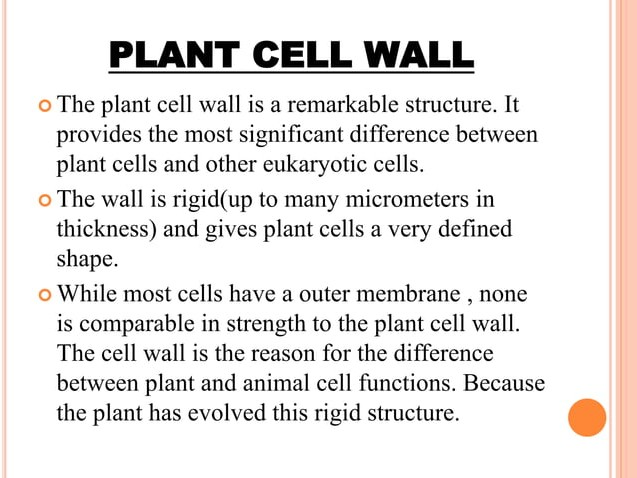 PLANT CELL WALL
The plant cell wall is a remarkable structure. It
provides the most significant difference between
plant cells and other eukaryotic cells.
The wall is rigid(up to many micrometers in
thickness) and gives plant cells a very defined
shape.
While most cells have a outer membrane , none
is comparable in strength to the plant cell wall.
The cell wall is the reason for the difference
between plant and animal cell functions. Because
the plant has evolved this rigid structure.